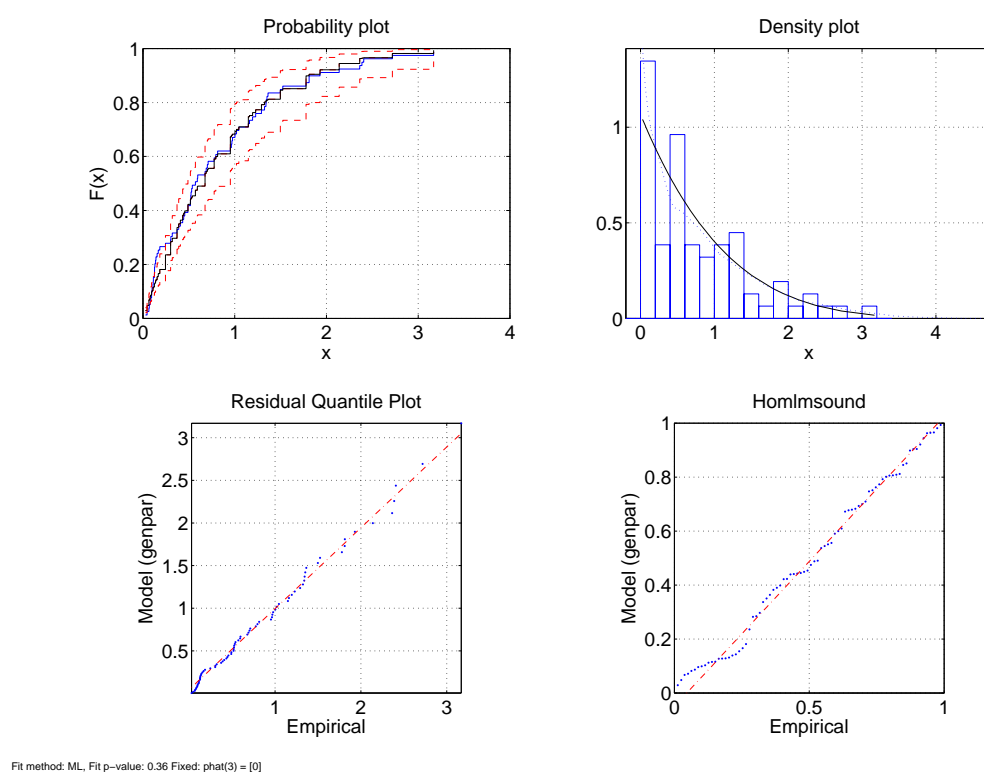 Probability plot
1
0.8
0.6
0.4
0.2
0
F(x)
0 1 2 3 4
x
Density plot
1
0.5
0
0 1 2 3 4
x
Residual Quantile Plot
3
2.5
2
1.5
1
0.5
Model (genpar)
0 1 2 3
Empirical
Homlmsound
1
0.8
0.6
0.4
0.2
0
Model (genpar)
0 0.5 1
Empirical
Fit method: ML, Fit p−value: 0.36 Fixed: phat(3) = [0]